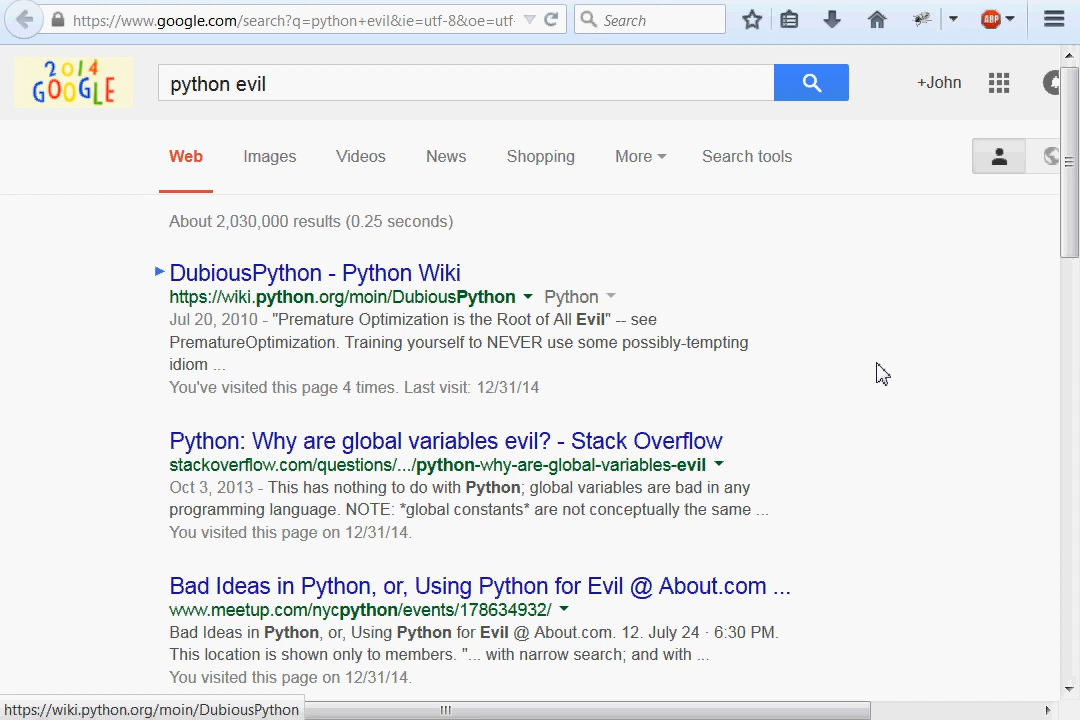 https://www.google.com/search?q=python+evil&ie=utf-8&oe=utf-
Search
ABP
2014
GOOGLE
python evil
+John
Web Images Videos News Shopping More Search tools
About 2,030,000 results (0.25 seconds)
DubiousPython - Python Wiki
https://wiki.python.org/moin/DubiousPython Python
Jul 20, 2010 - "Premature Optimization is the Root of All Evil" -- see
PrematureOptimization. Training yourself to NEVER use some possibly-tempting
idiom ...
You've visited this page 4 times. Last visit: 12/31/14
Python: Why are global variables evil? - Stack Overflow
stackoverflow.com/questions/.../python-why-are-global-variables-evil
Oct 3, 2013 - This has nothing to do with Python; global variables are bad in any
programming language. NOTE: *global constants* are not conceptually the same ...
You visited this page on 12/31/14.
Bad Ideas in Python, or, Using Python for Evil @ About.com ...
www.meetup.com/nycpython/events/178634932/
Bad Ideas in Python, or, Using Python for Evil @ About.com. 12. July 24 · 6:30 PM.
This location is shown only to members. "... with narrow search; and with ...
You visited this page on 12/31/14.
https://wiki.python.org/moin/DubiousPython